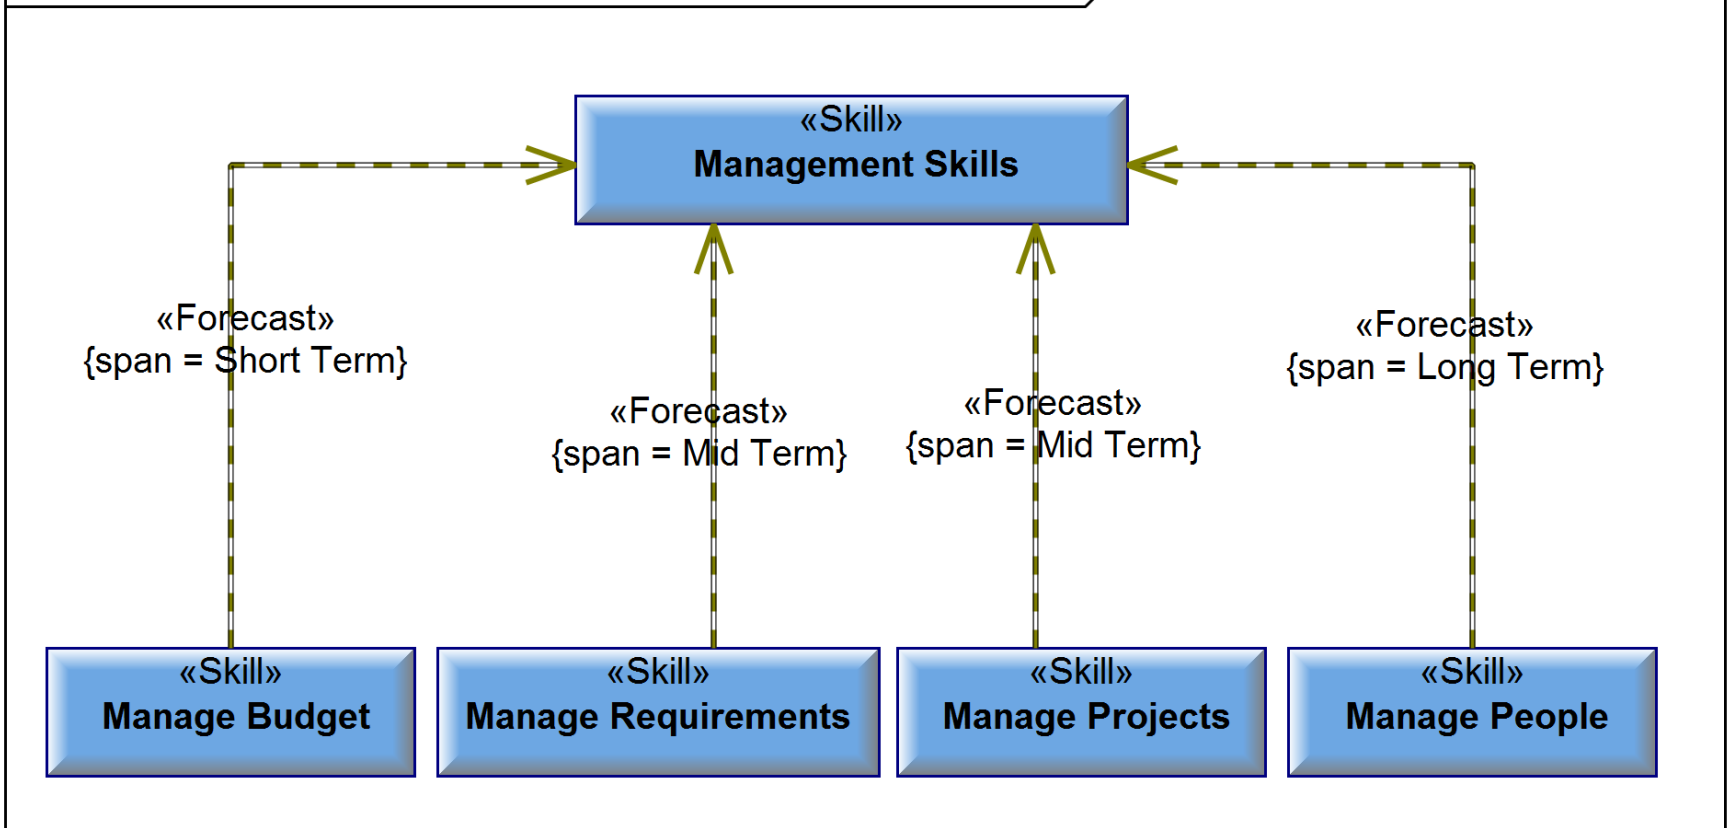 «Skill»
Management Skills
«Forecast»
{span = Short Term}
«Forecast»
{span = Mid Term}
«Forecast»
{span = Mid Term}
«Forecast»
{span = Long Term}
«Skill»
Manage Budget
«Skill»
Manage Requirements
«Skill»
Manage Projects
«Skill»
Manage People